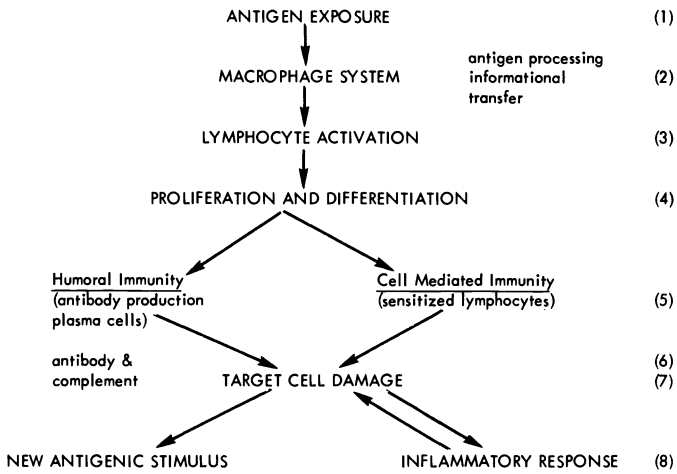 ANTIGEN EXPOSURE (1)
antigen processing
MACROPHAGE SYSTEM informational (2)
transfer
LYMPHOCYTE ACTIVATION (3)
PROLIFERATION AND DIFFERENTIATION (4)
Humoral Immunity Cell Mediated Immunity
(antibody production (sensitized lymphocytes) (5)
plasma cells)
antibody & (6)
complement TARGET CELL DAMAGE (7)
NEW ANTIGENIC STIMULUS INFLAMMATORY RESPONSE (8)